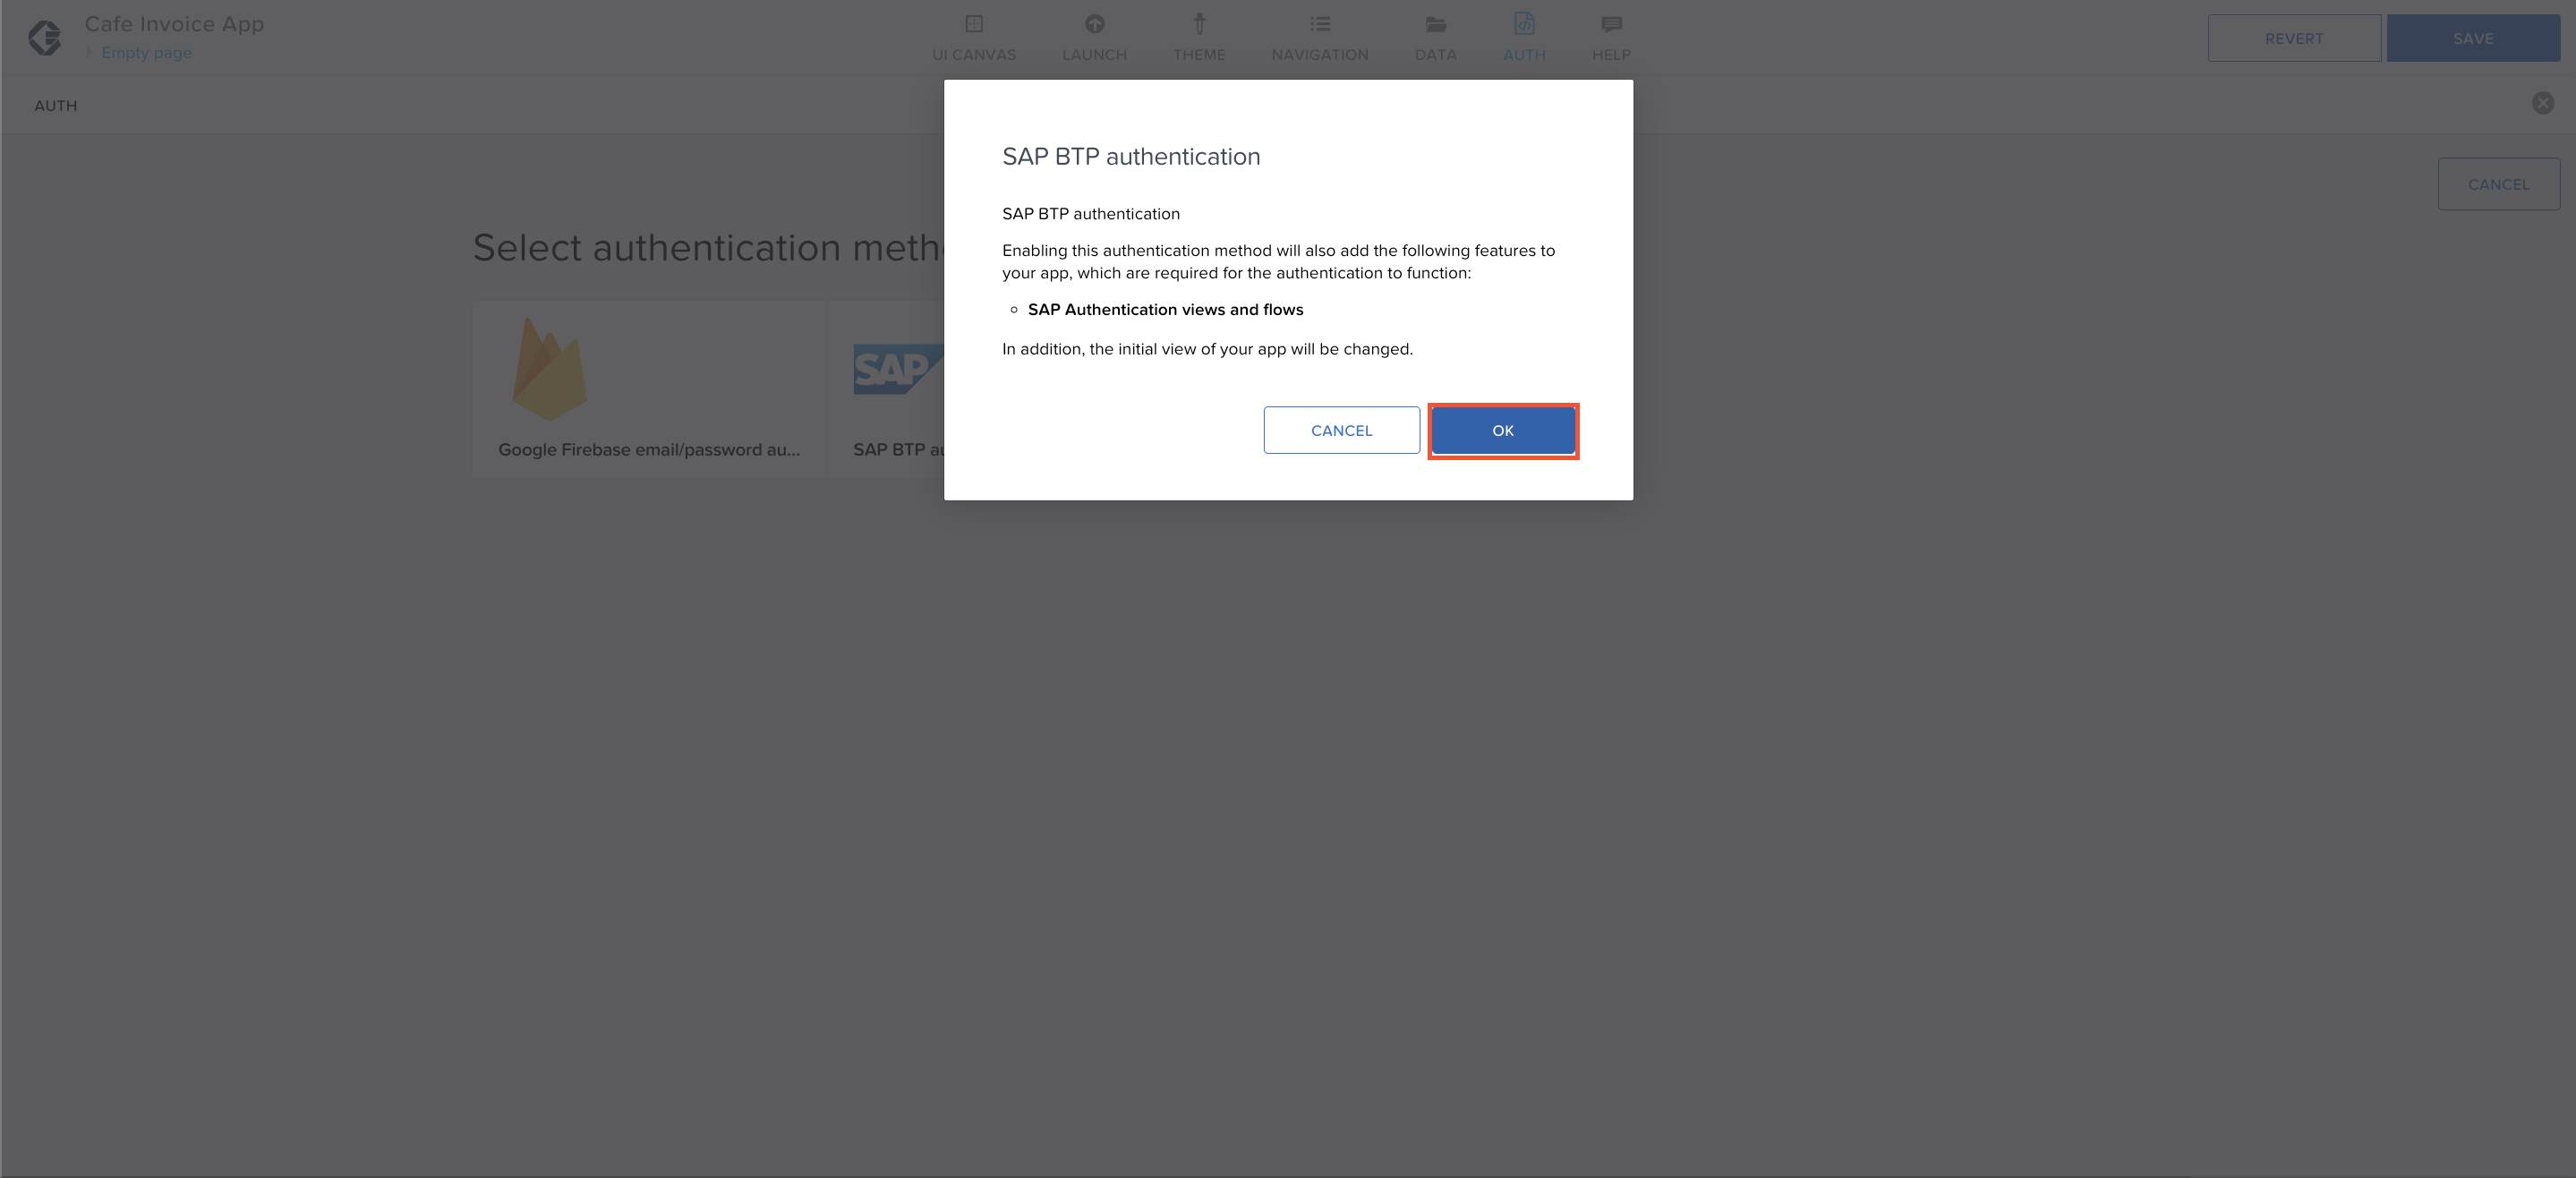 Cafe Invoice App
Empty page
UI CANVAS
LAUNCH
THEME
NAVIGATION
DATA
AUTH
HELP
REVERT
SAVE
AUTH
CANCEL
Select authentication meth
SAP
Google Firebase email/password au...
SAP BTP au
SAP BTP authentication
SAP BTP authentication
Enabling this authentication method will also add the following features to
your app, which are required for the authentication to function:
SAP Authentication views and flows
In addition, the initial view of your app will be changed.
CANCEL
OK